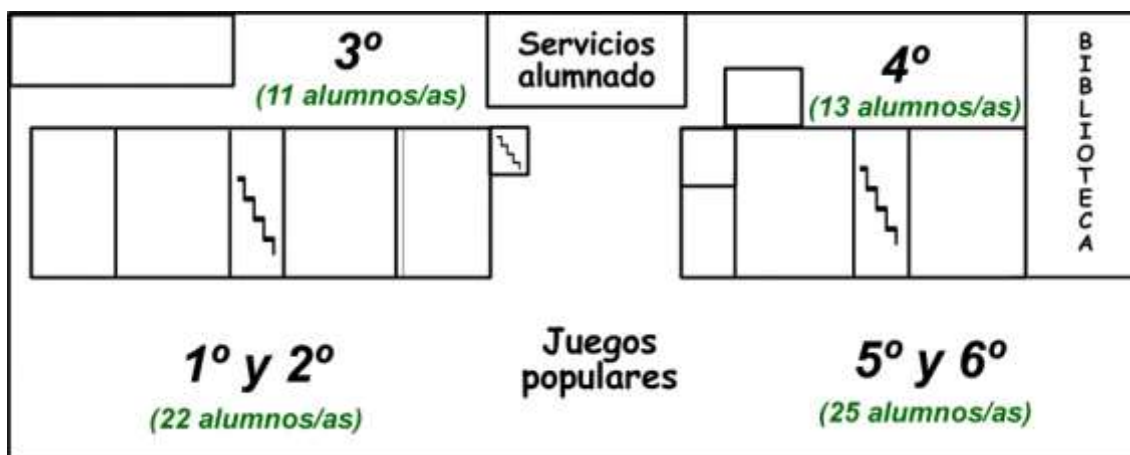 3º
(11 alumnos/as)
Servicios
alumnado
4º
(13 alumnos/as)
BIBLIOTECA
1º y 2º
(22 alumnos/as)
Juegos
populares
5º y 6º
(25 alumnos/as)